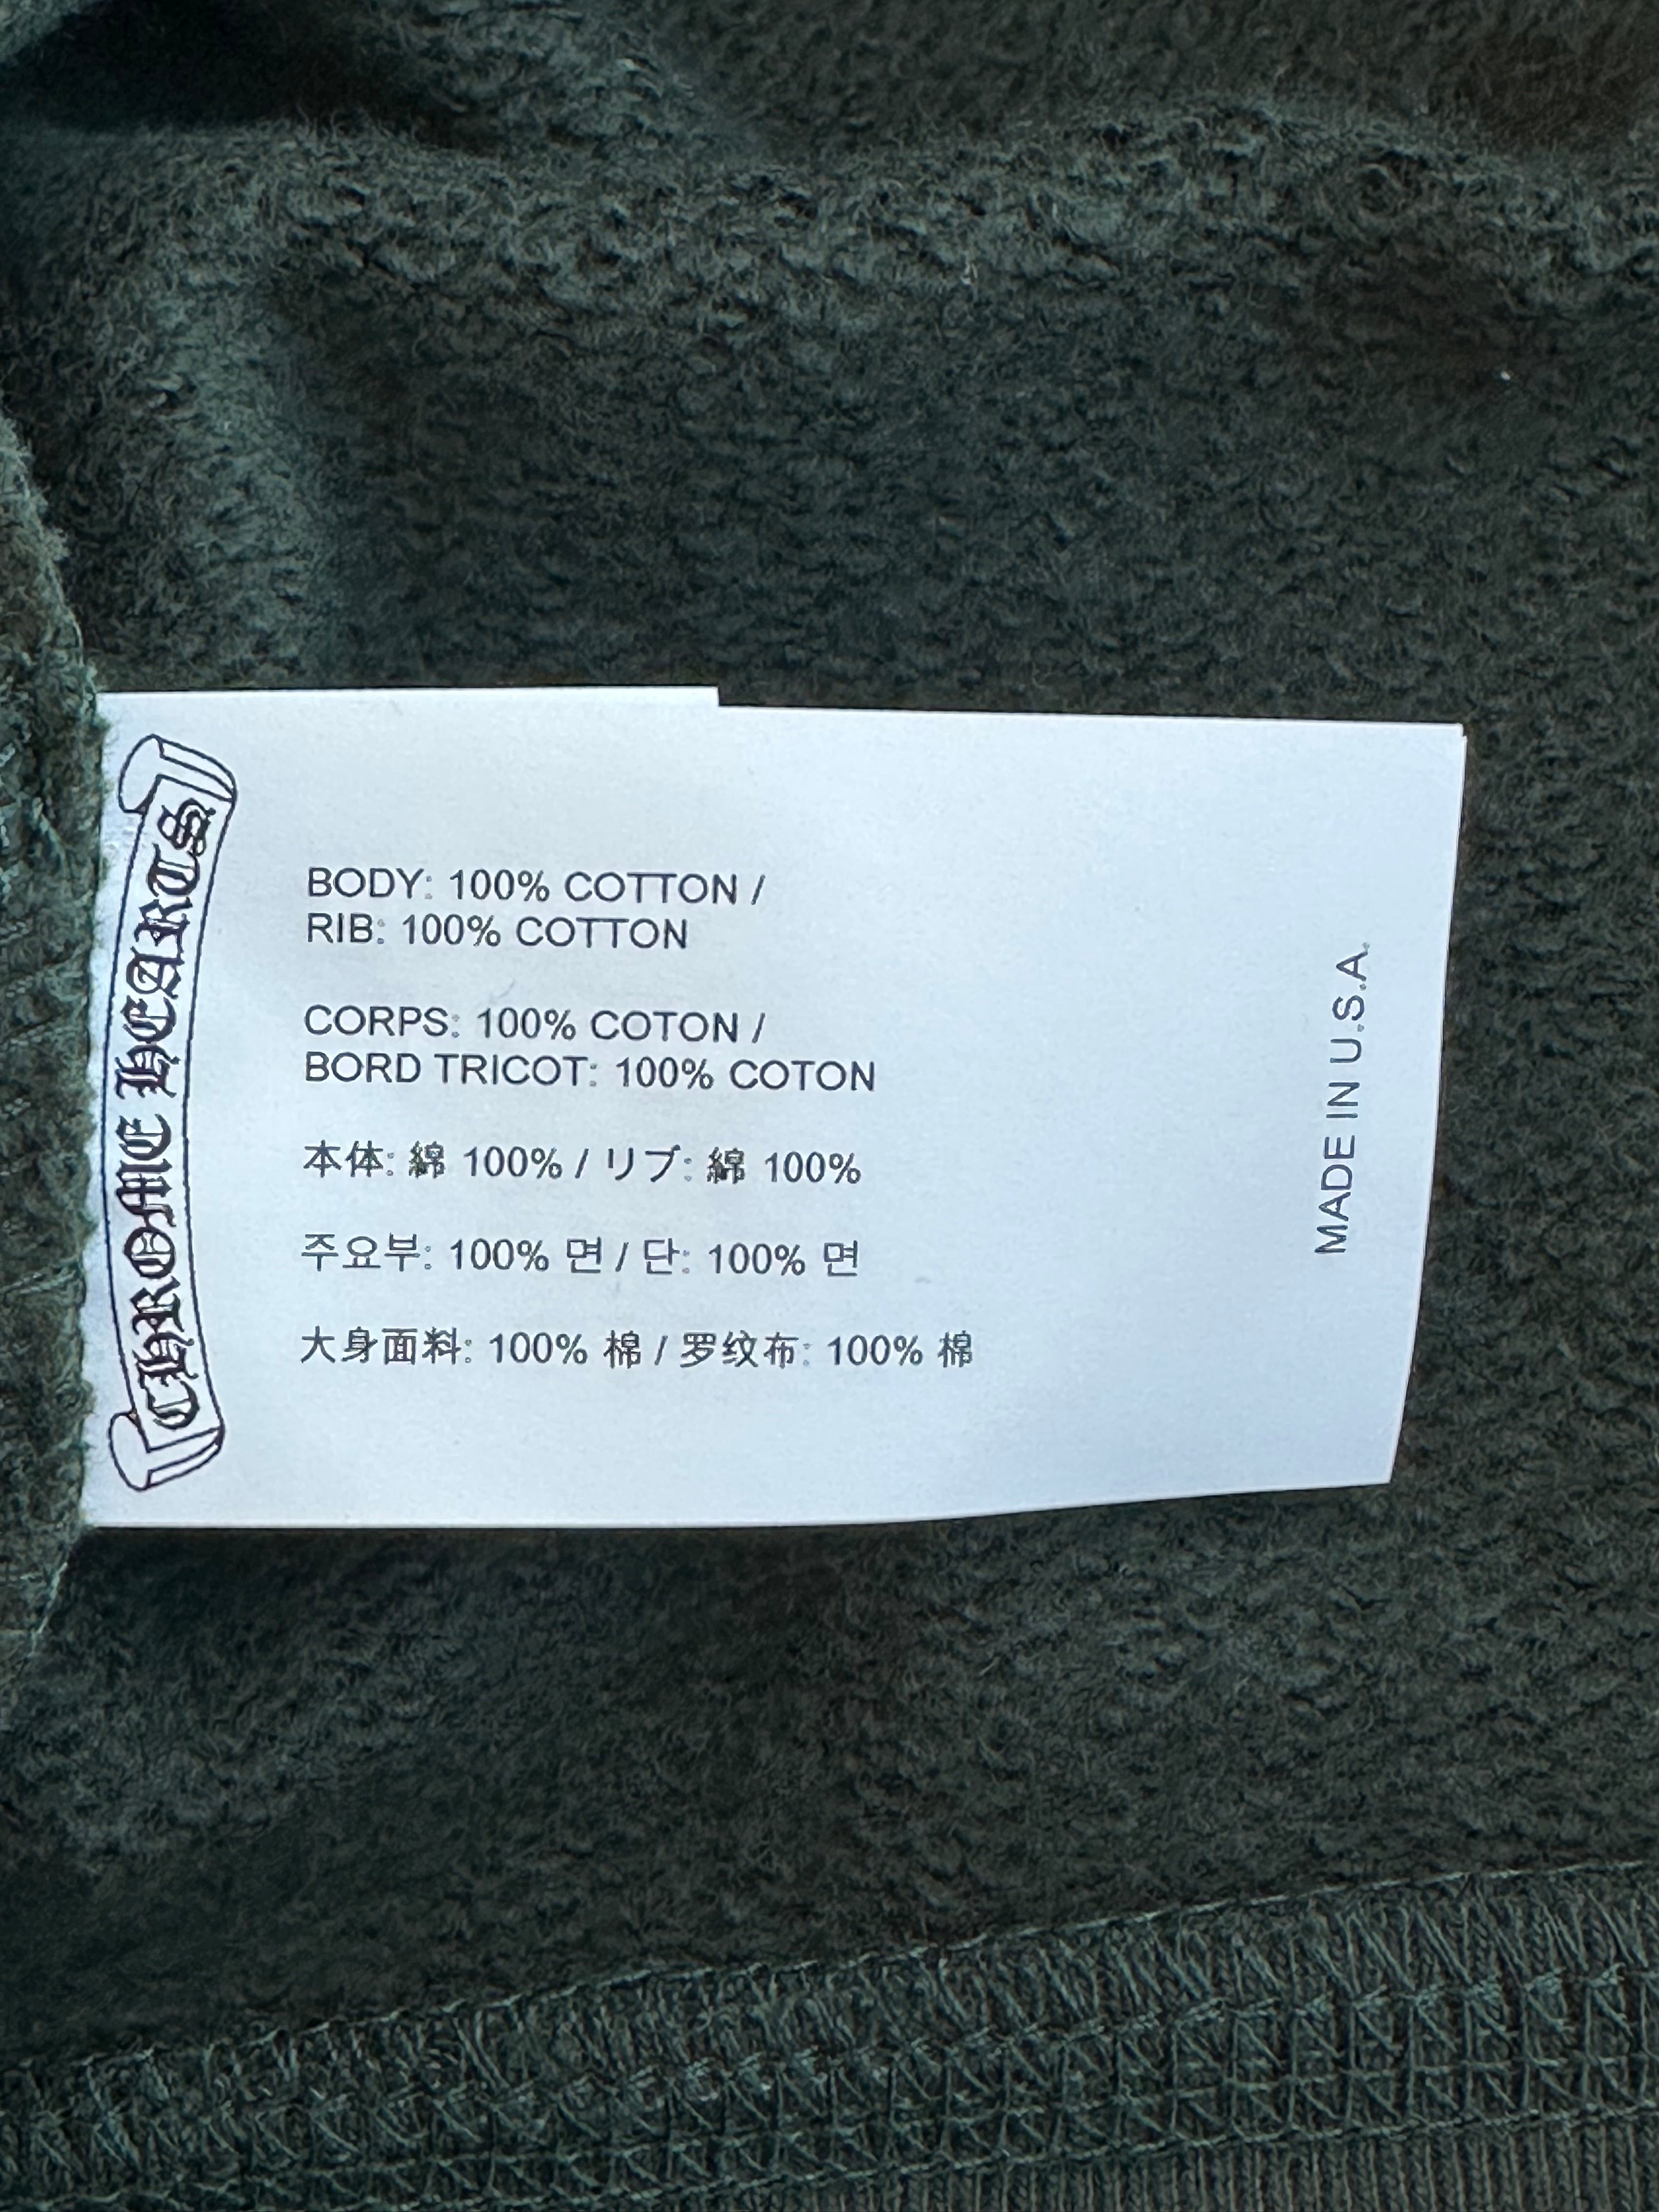 CHROME HEARTS
BODY: 100% COTTON /
RIB: 100% COTTON
CORPS: 100% COTON /
BORD TRICOT: 100% COTON
本体: 綿 100% / リブ: 綿 100%
주요부: 100% 면 / 단: 100% 면
大身面料: 100% 棉 / 罗纹布: 100% 棉
MADE IN U.S.A.